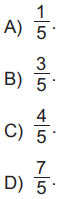 A) 1/5.
B) 3/5.
C) 4/5.
D) 7/5.